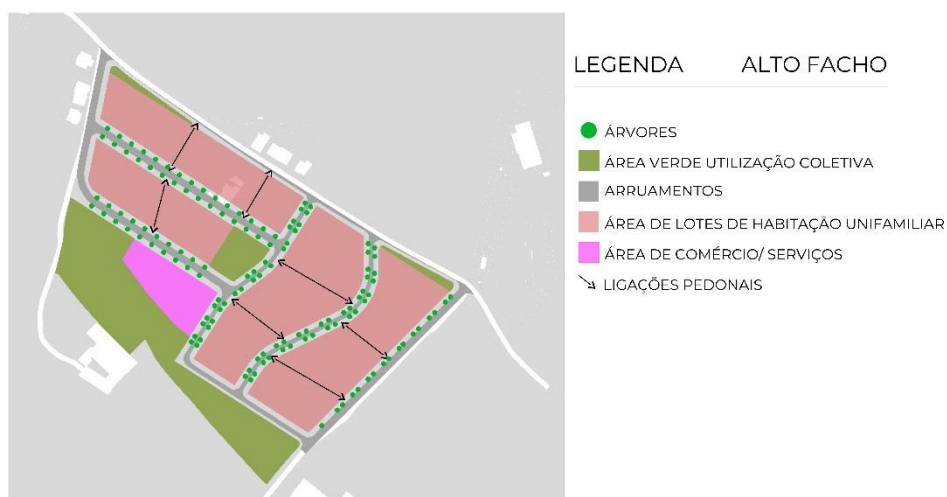 LEGENDA ALTO FACHO
ÁRVORES
ÁREA VERDE UTILIZAÇÃO COLETIVA
ARRUAMENTOS
ÁREA DE LOTES DE HABITAÇÃO UNIFAMILIAR
ÁREA DE COMÉRCIO/ SERVIÇOS
LIGAÇÕES PEDONAIS